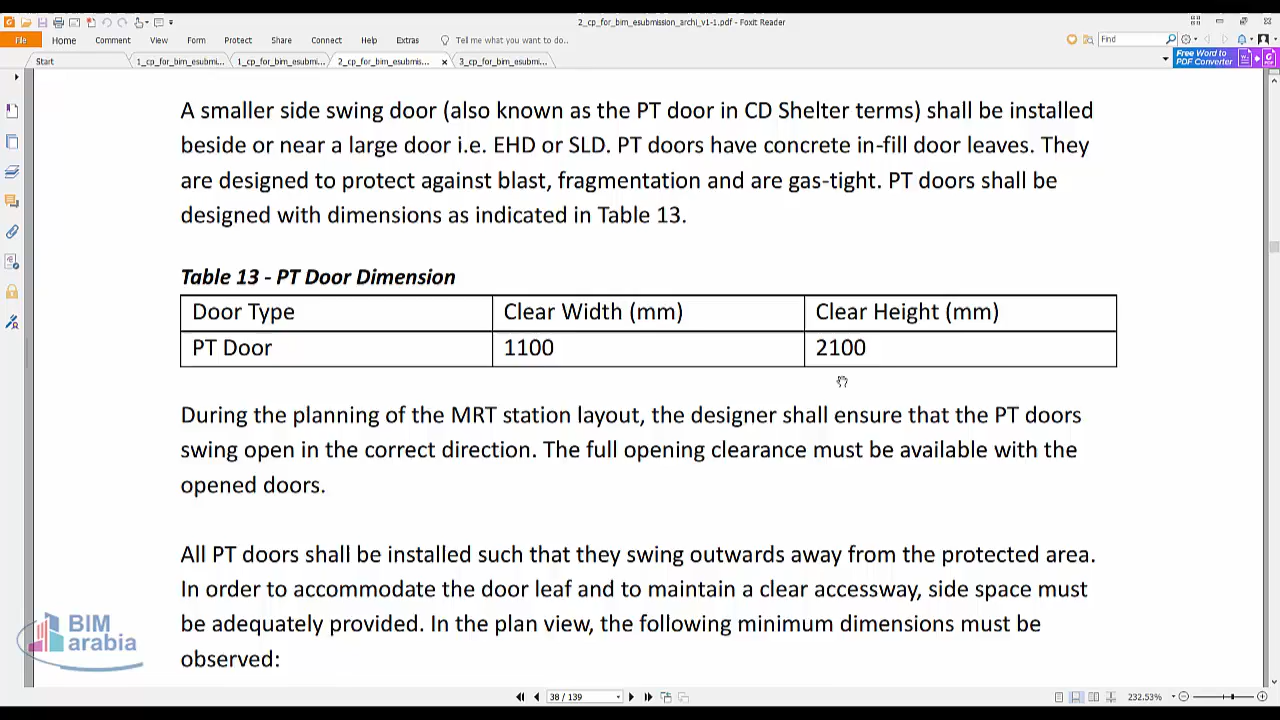 2_cp_for_bim_esubmission_archi_v1-1.pdf - Foxit Reader
File Home Comment View Form Protect Share Connect Help Extras Tell me what you want to do.. Find
Start 1_cp_for_bim_esubmi... 1_cp_for_bim_esubmi... 2_cp_for_bim_esubmiss... 3_cp_for_bim_esubmi...
Free Word to
PDF Converter
A smaller side swing door (also known as the PT door in CD Shelter terms) shall be installed
beside or near a large door i.e. EHD or SLD. PT doors have concrete in-fill door leaves. They
are designed to protect against blast, fragmentation and are gas-tight. PT doors shall be
designed with dimensions as indicated in Table 13.
Table 13 - PT Door Dimension
Door Type Clear Width (mm) Clear Height (mm)
PT Door 1100 2100
During the planning of the MRT station layout, the designer shall ensure that the PT doors
swing open in the correct direction. The full opening clearance must be available with the
opened doors.
All PT doors shall be installed such that they swing outwards away from the protected area.
In order to accommodate the door leaf and to maintain a clear accessway, side space must
be adequately provided. In the plan view, the following minimum dimensions must be
observed:
BIM
arabia
38 / 139 232.53%